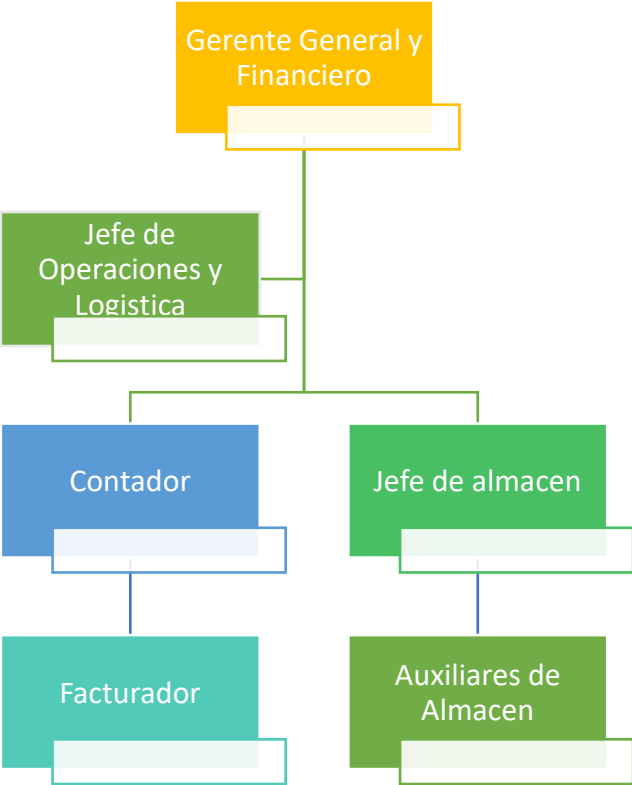 Gerente General y
Financiero
Jefe de
Operaciones y
Logistica
Contador
Jefe de almacen
Facturador
Auxiliares de
Almacen